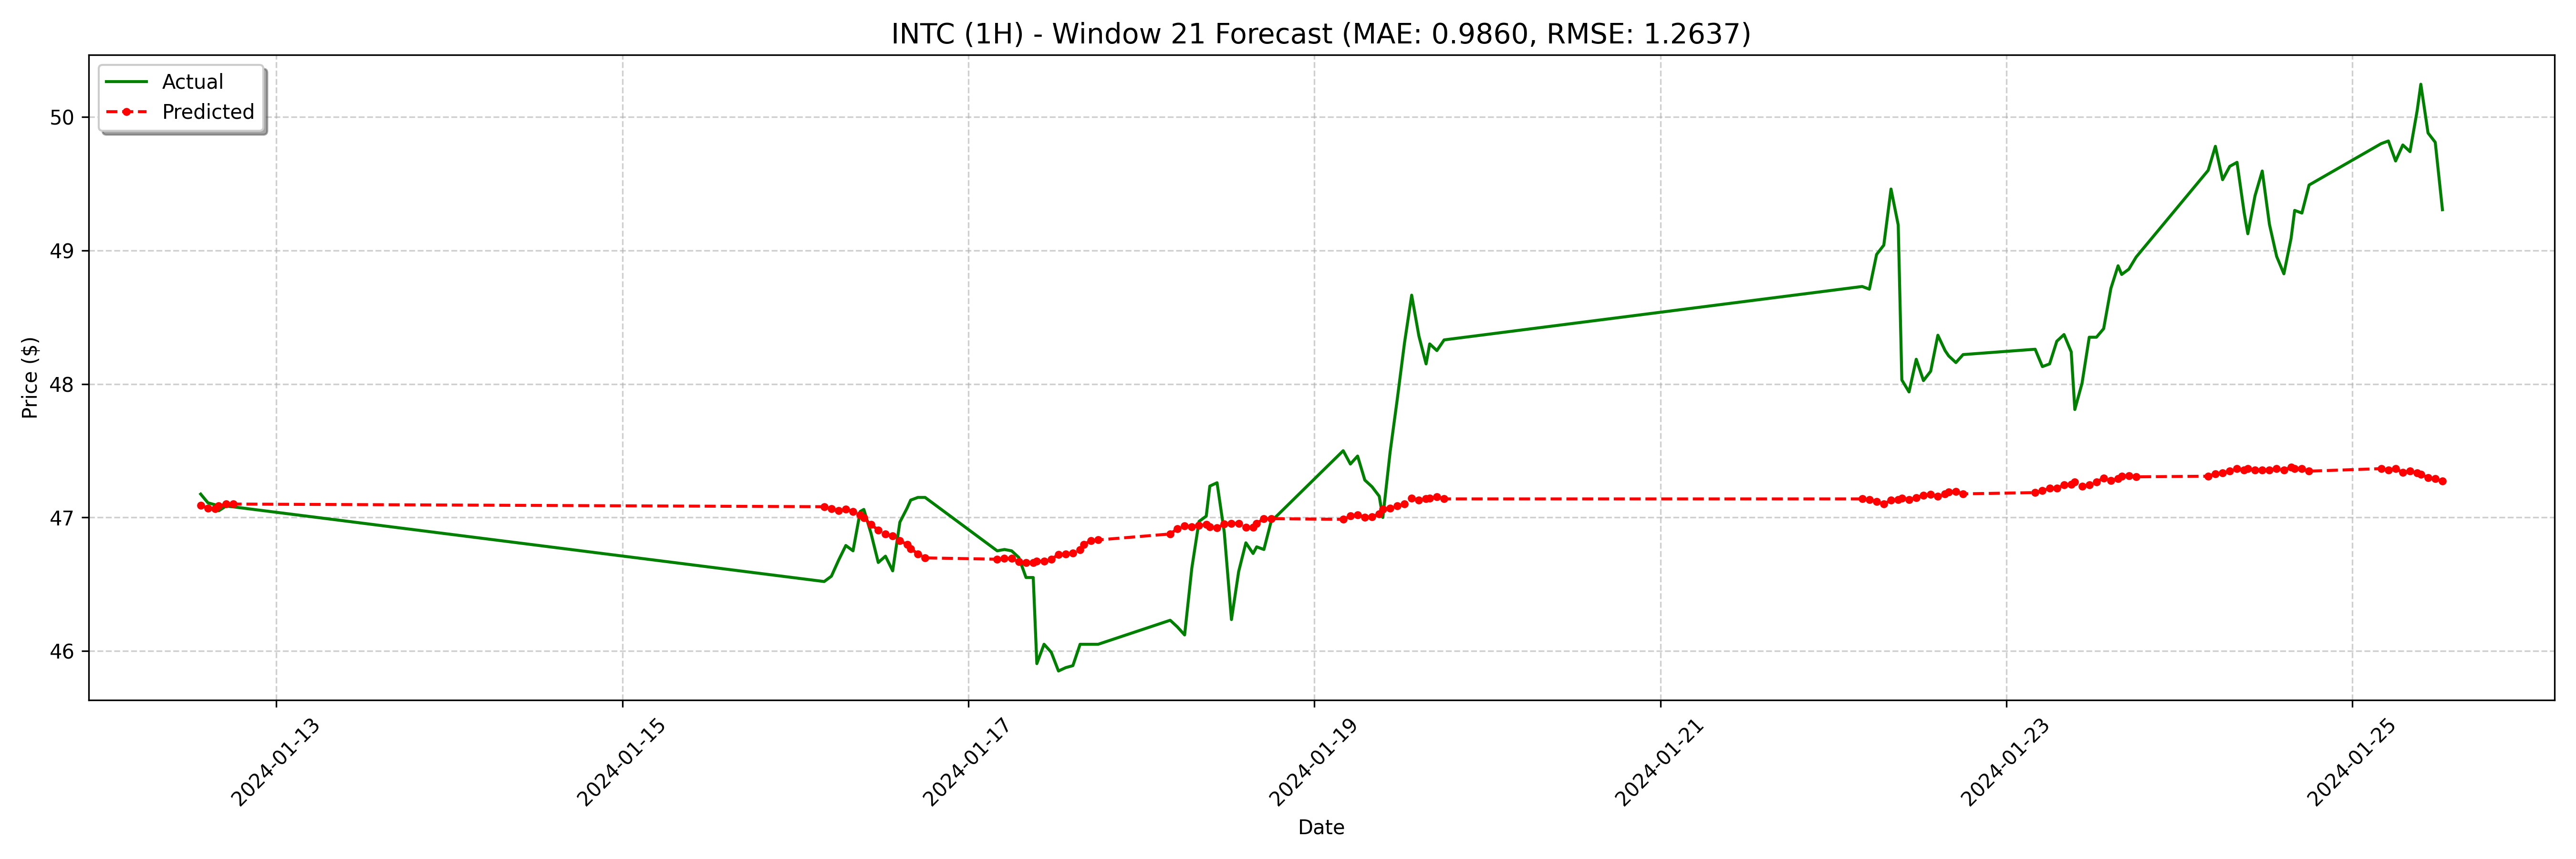 INTC (1H) - Window 21 Forecast (MAE: 0.9860, RMSE: 1.2637)
Actual
Predicted
Price ($)
50
49
48
47
46
2024-01-13
2024-01-15
2024-01-17
2024-01-19
2024-01-21
2024-01-23
2024-01-25
Date